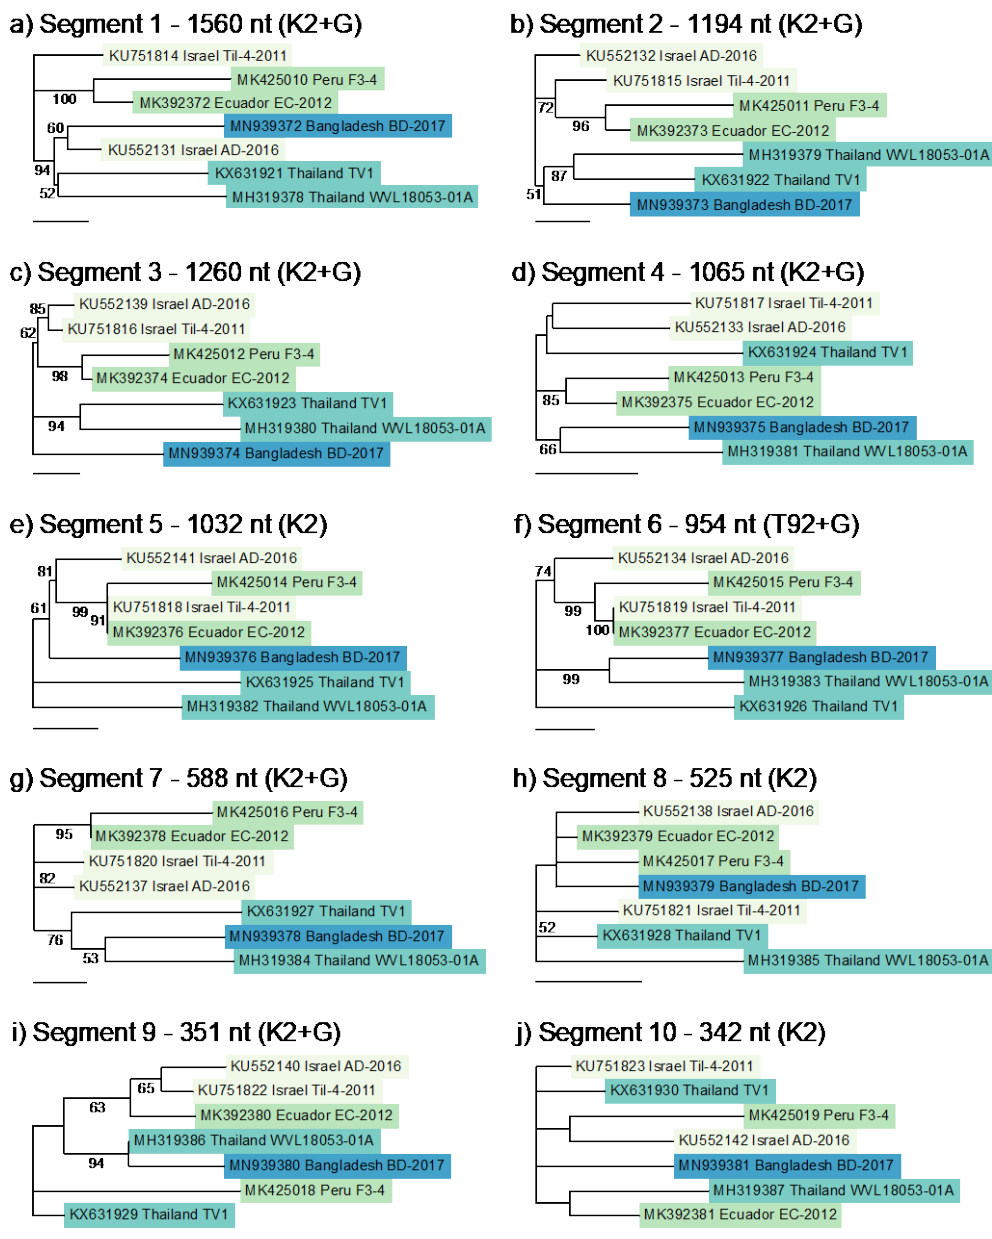 a) Segment 1 - 1560 nt (K2+G)
KU751814 Israel Til-4-2011
MK425010 Peru F3-4
100
MK392372 Ecuador EC-2012
60
MN939372 Bangladesh BD-2017
KU552131 Israel AD-2016
94
KX631921 Thailand TV1
52
MH319378 Thailand WVL18053-01A
b) Segment 2 - 1194 nt (K2+G)
KU552132 Israel AD-2016
KU751815 Israel Til-4-2011
72
MK425011 Peru F3-4
96
MK392373 Ecuador EC-2012
MH319379 Thailand WVL18053-01A
87
KX631922 Thailand TV1
51
MN939373 Bangladesh BD-2017
c) Segment 3 - 1260 nt (K2+G)
85
KU552139 Israel AD-2016
62
KU751816 Israel Til-4-2011
MK425012 Peru F3-4
98
MK392374 Ecuador EC-2012
KX631923 Thailand TV1
94
MH319380 Thailand WVL18053-01A
MN939374 Bangladesh BD-2017
d) Segment 4 - 1065 nt (K2+G)
KU751817 Israel Til-4-2011
KU552133 Israel AD-2016
KX631924 Thailand TV1
MK425013 Peru F3-4
85
MK392375 Ecuador EC-2012
MN939375 Bangladesh BD-2017
66
MH319381 Thailand WVL18053-01A
e) Segment 5 - 1032 nt (K2)
KU552141 Israel AD-2016
81
MK425014 Peru F3-4
61
99
KU751818 Israel Til-4-2011
91
MK392376 Ecuador EC-2012
MN939376 Bangladesh BD-2017
KX631925 Thailand TV1
MH319382 Thailand WVL18053-01A
f) Segment 6 - 954 nt (T92+G)
KU552134 Israel AD-2016
74
MK425015 Peru F3-4
99
KU751819 Israel Til-4-2011
100
MK392377 Ecuador EC-2012
MN939377 Bangladesh BD-2017
99
MH319383 Thailand WVL18053-01A
KX631926 Thailand TV1
g) Segment 7 - 588 nt (K2+G)
MK425016 Peru F3-4
95
MK392378 Ecuador EC-2012
KU751820 Israel Til-4-2011
82
KU552137 Israel AD-2016
KX631927 Thailand TV1
76
MN939378 Bangladesh BD-2017
53
MH319384 Thailand WVL18053-01A
h) Segment 8 - 525 nt (K2)
KU552138 Israel AD-2016
MK392379 Ecuador EC-2012
MK425017 Peru F3-4
MN939379 Bangladesh BD-2017
KU751821 Israel Til-4-2011
52
KX631928 Thailand TV1
MH319385 Thailand WVL18053-01A
i) Segment 9 - 351 nt (K2+G)
KU552140 Israel AD-2016
65
KU751822 Israel Til-4-2011
63
MK392380 Ecuador EC-2012
MH319386 Thailand WVL18053-01A
94
MN939380 Bangladesh BD-2017
MK425018 Peru F3-4
KX631929 Thailand TV1
j) Segment 10 - 342 nt (K2)
KU751823 Israel Til-4-2011
KX631930 Thailand TV1
MK425019 Peru F3-4
KU552142 Israel AD-2016
MN939381 Bangladesh BD-2017
MH319387 Thailand WVL18053-01A
MK392381 Ecuador EC-2012